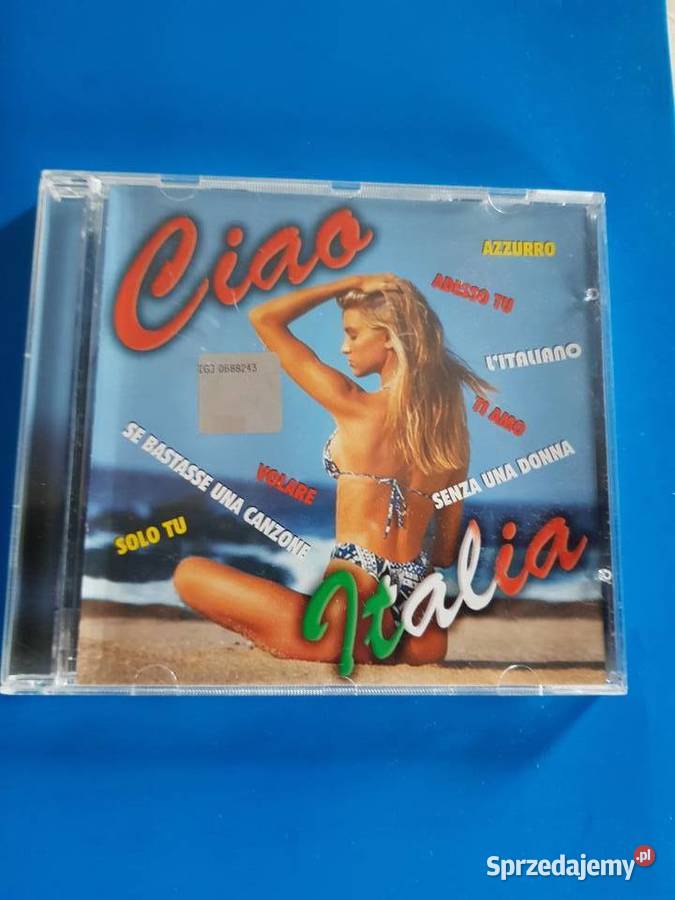 Ciao
AZZURRO
ADESSO TU
L'ITALIANO
0688243
TI AMO
SE BASTASSE UNA CANZONE
VOLARE
SENZA UNA DONNA
SOLO TU
Italia
Sprzedajemy.pl